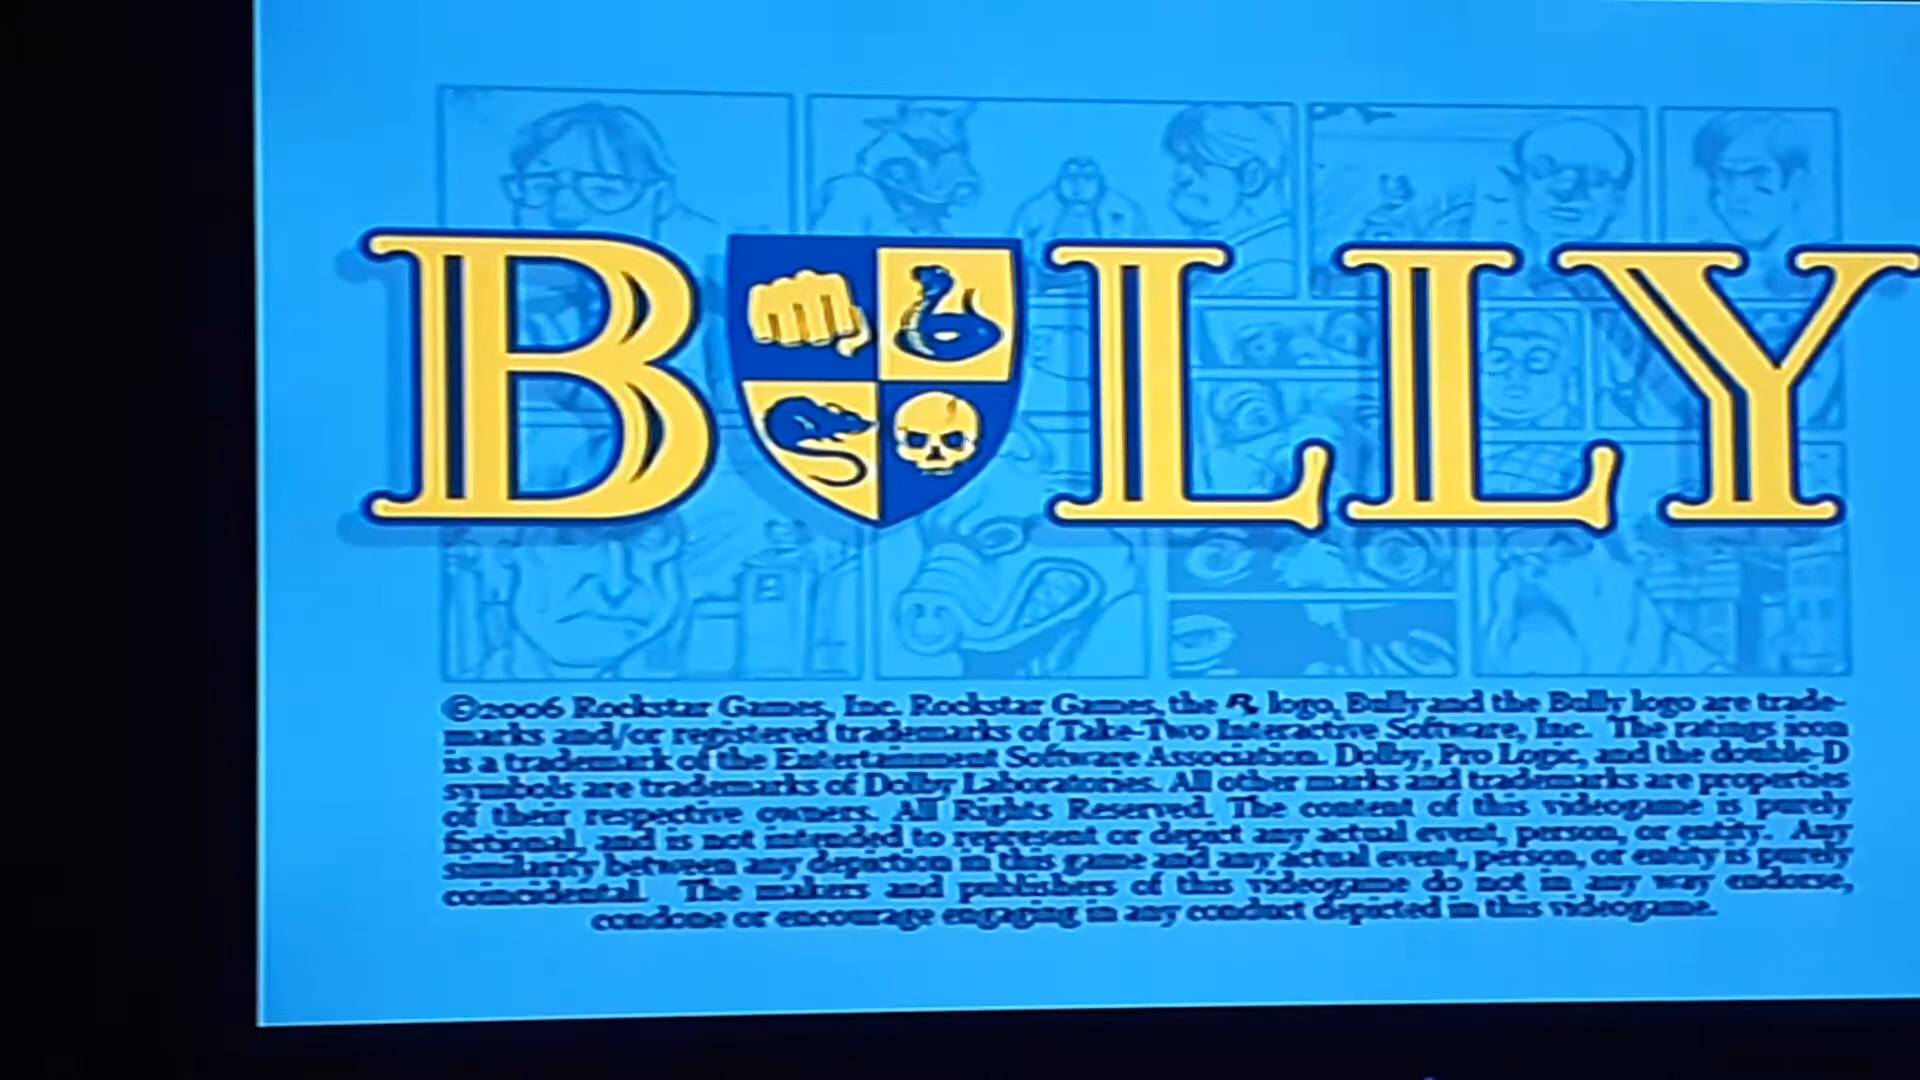 BULLY
©2006 Rockstar Games, Inc. Rockstar Games, the R logo, Bully and the Bully logo are trade-
marks and/or registered trademarks of Take-Two Interactive Software, Inc. The ratings icon
is a trademark of the Entertainment Software Association. Dolby, Pro Logic, and the double-D
symbols are trademarks of Dolby Laboratories. All other marks and trademarks are properties
of their respective owners. All Rights Reserved. The content of this videogame is purely
fictional, and is not intended to represent or depict any actual event, person, or entity. Any
similarity between any depiction in this game and any actual event, person, or entity is purely
coincidental. The makers and publishers of this videogame do not in any way endorse,
condone or encourage engaging in any conduct depicted in this videogame.